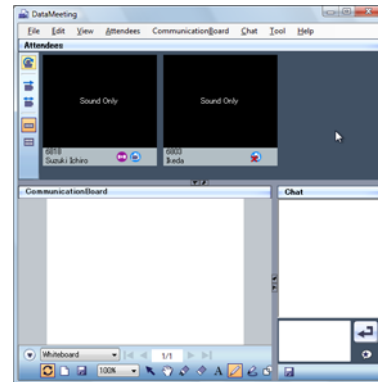 DataMeeting
File Edit View Attendees CommunicationBoard Chat Tool Help
Attendees
Sound Only Sound Only
6818 6803
Suzuki Ichiro Ikeda
CommunicationBoard Chat
Whiteboard 1/1
100% A